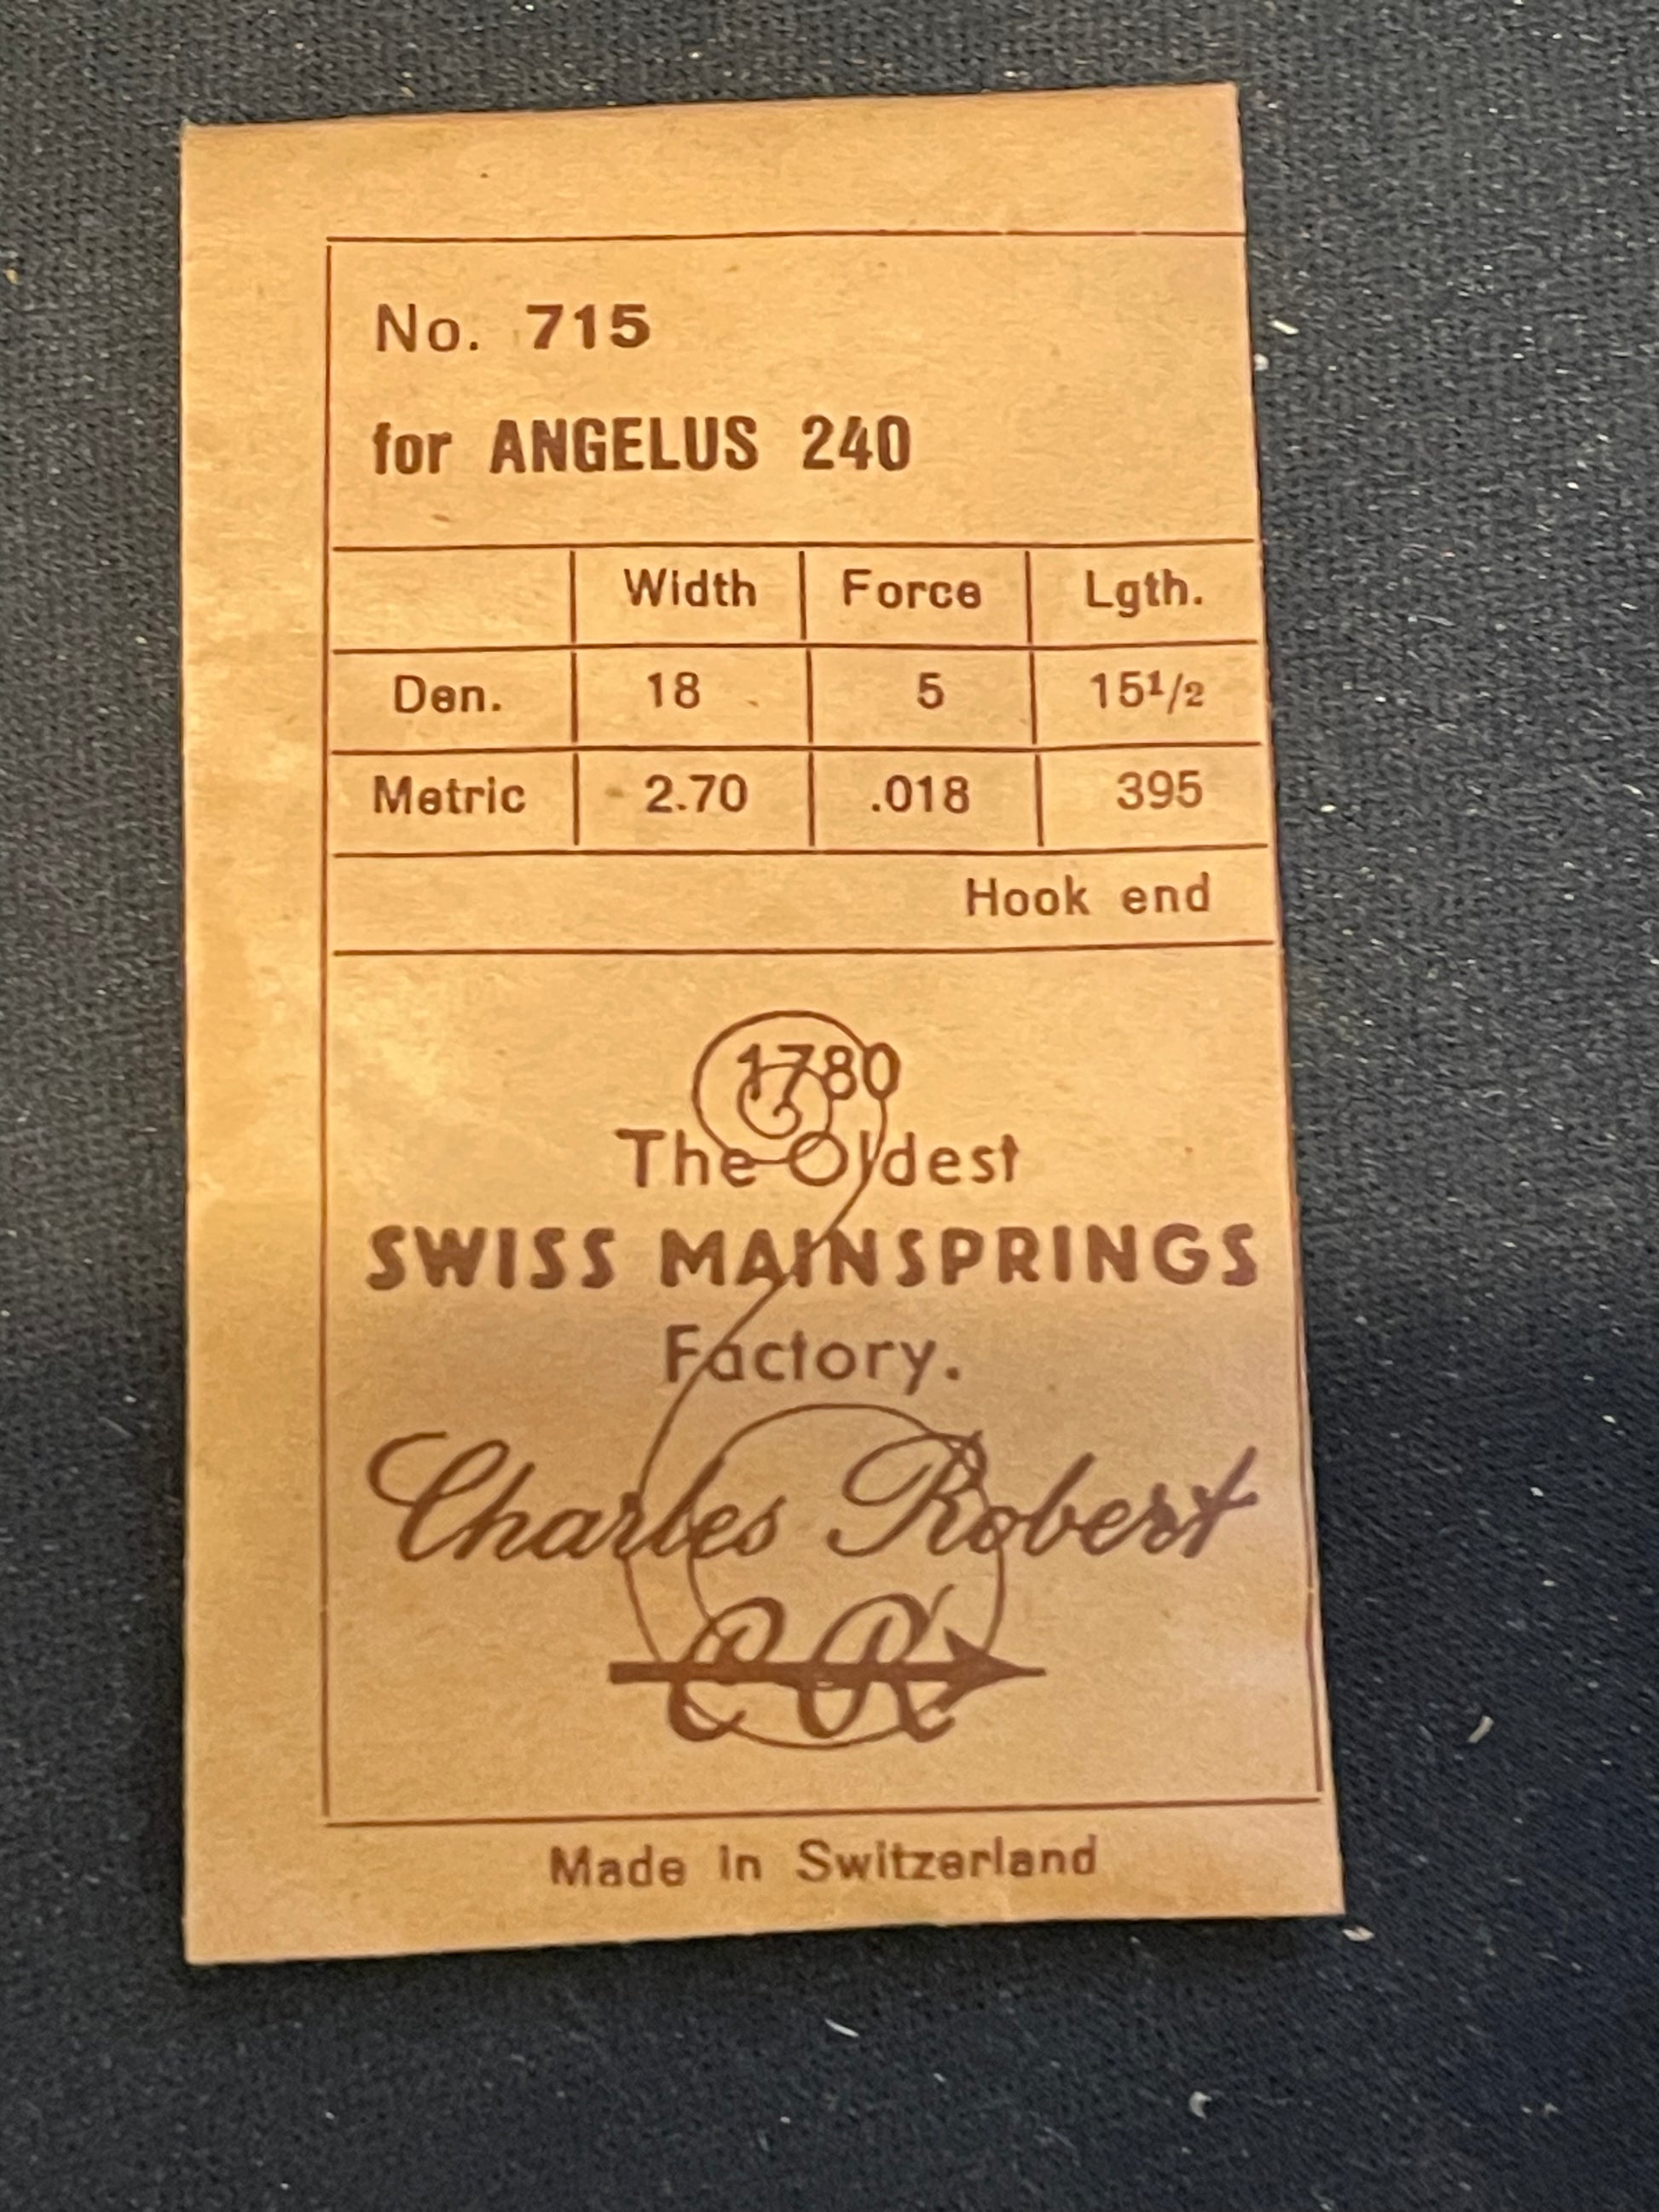 No. 715
for ANGELUS 240
Width Force Lgth.
Den. 18 5 15½
Metric 2.70 .018 395
Hook end
1780
The Oldest
SWISS MAINSPRINGS
Factory.
Charles Robert
CR
Made in Switzerland